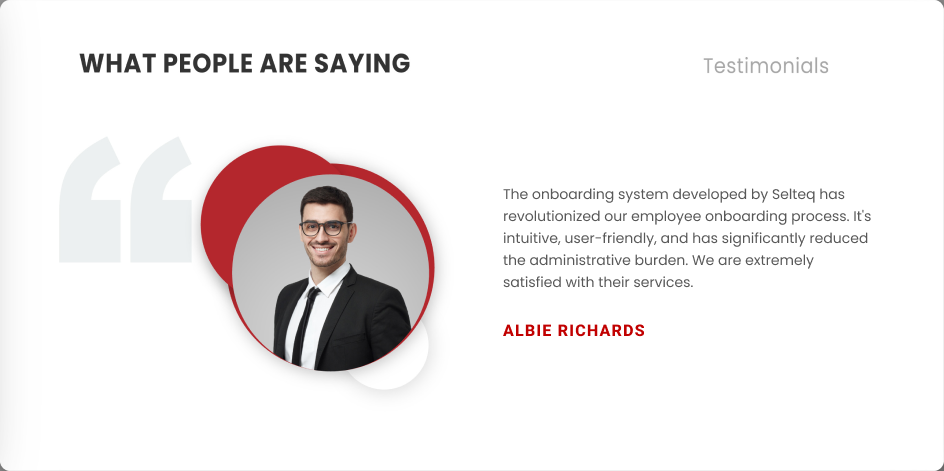 WHAT PEOPLE ARE SAYING
Testimonials
The onboarding system developed by Selteq has
revolutionized our employee onboarding process. It's
intuitive, user-friendly, and has significantly reduced
the administrative burden. We are extremely
satisfied with their services.
ALBIE RICHARDS